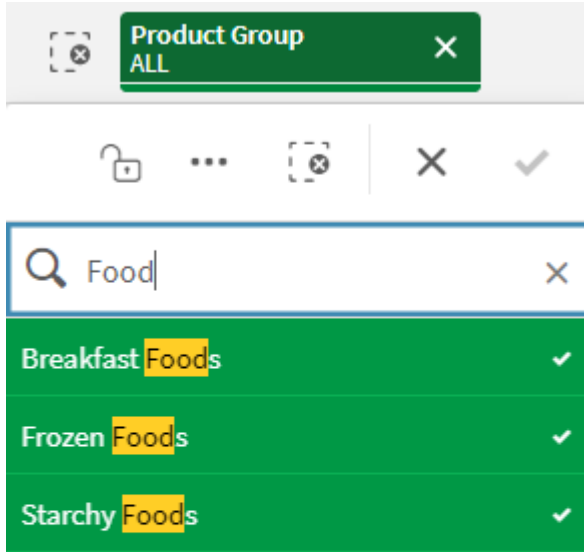 Product Group
ALL
Food
Breakfast Foods
Frozen Foods
Starchy Foods